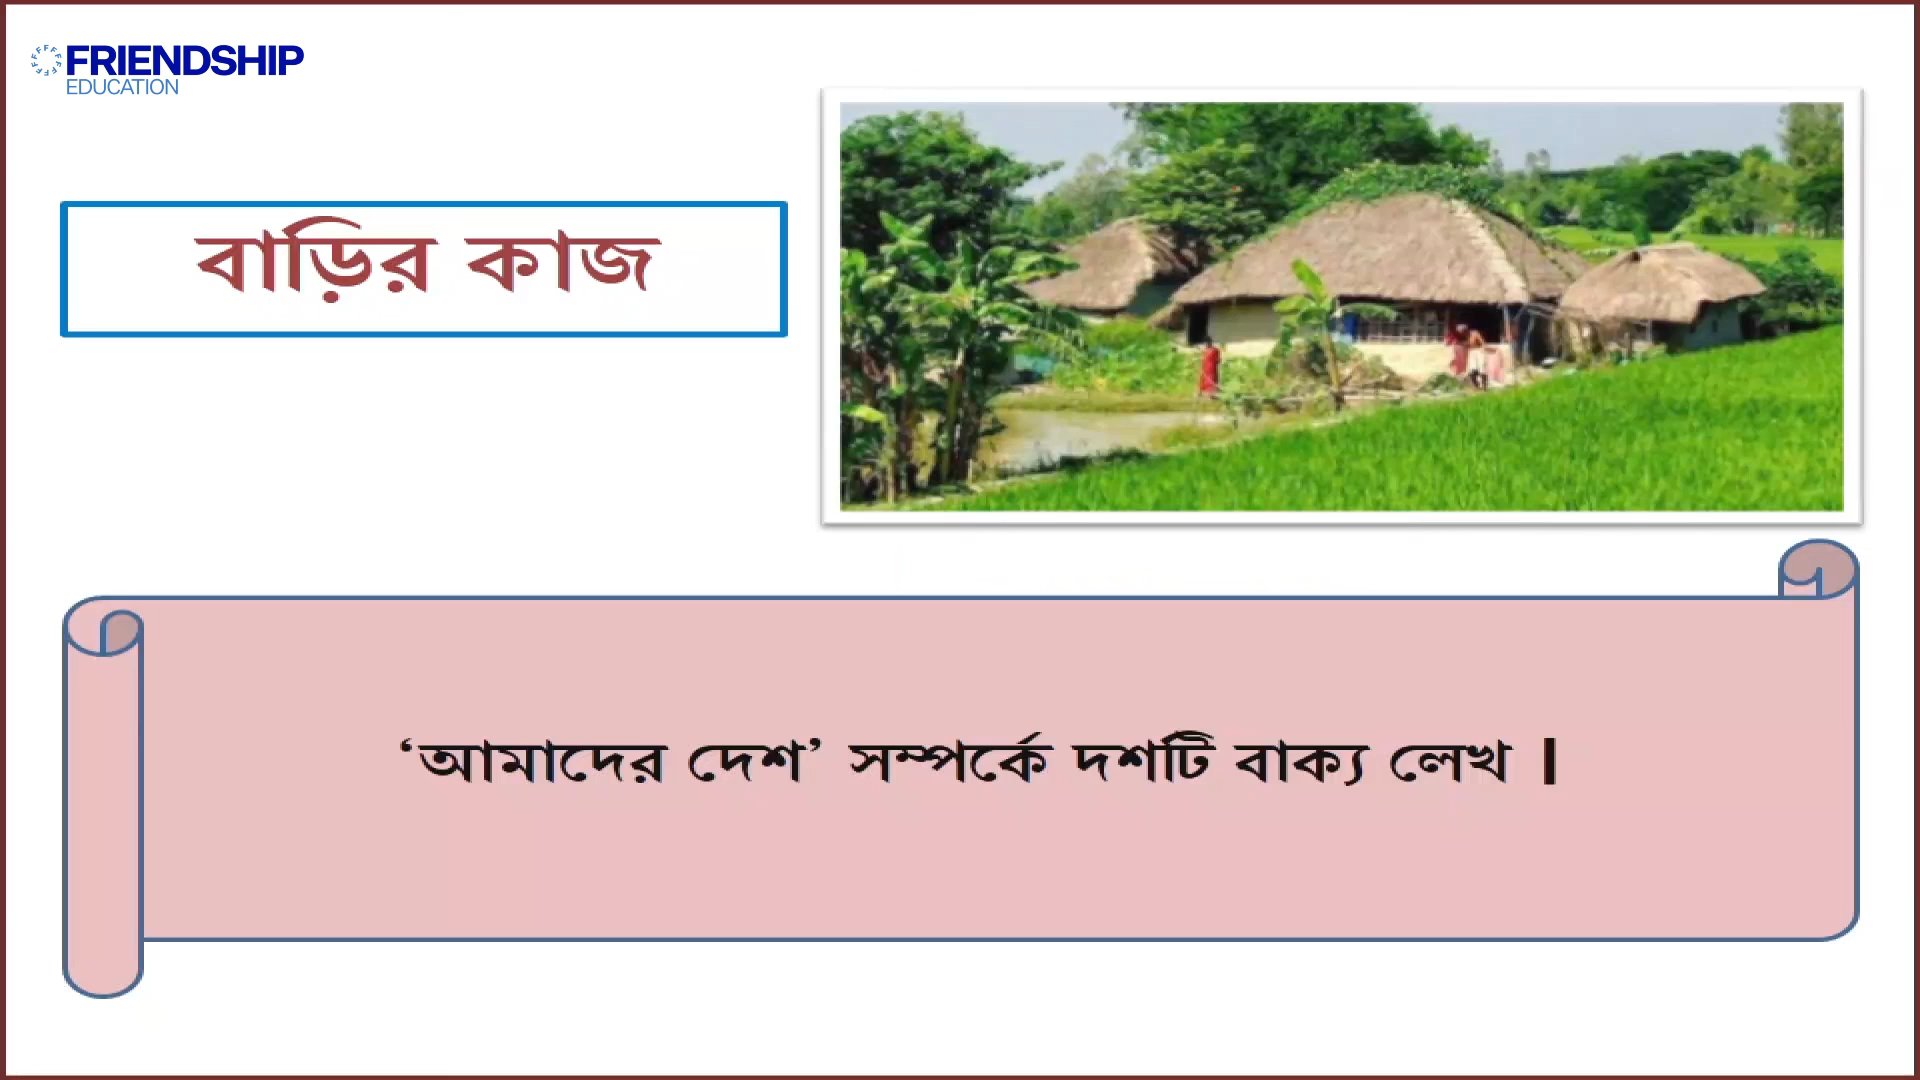 FRIENDSHIP
EDUCATION
বাড়ির কাজ
‘আমাদের দেশ’ সম্পর্কে দশটি বাক্য লেখ ।